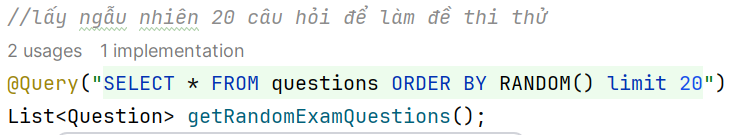 //lấy ngẫu nhiên 20 câu hỏi để làm đề thi thử
2 usages 1 implementation
@Query("SELECT * FROM questions ORDER BY RANDOM() limit 20")
List<Question> getRandomExamQuestions();